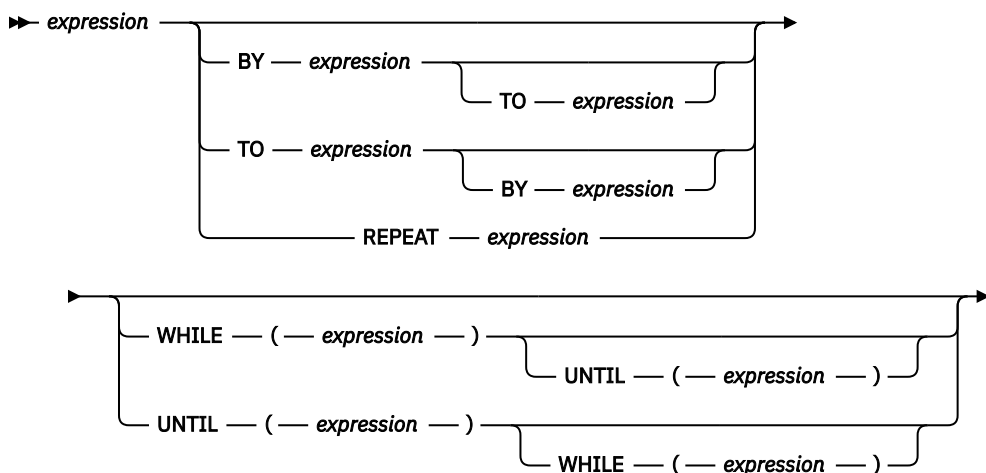 expression
BY expression
TO expression
TO expression
BY expression
REPEAT expression
WHILE ( expression )
UNTIL ( expression )
UNTIL ( expression )
WHILE ( expression )